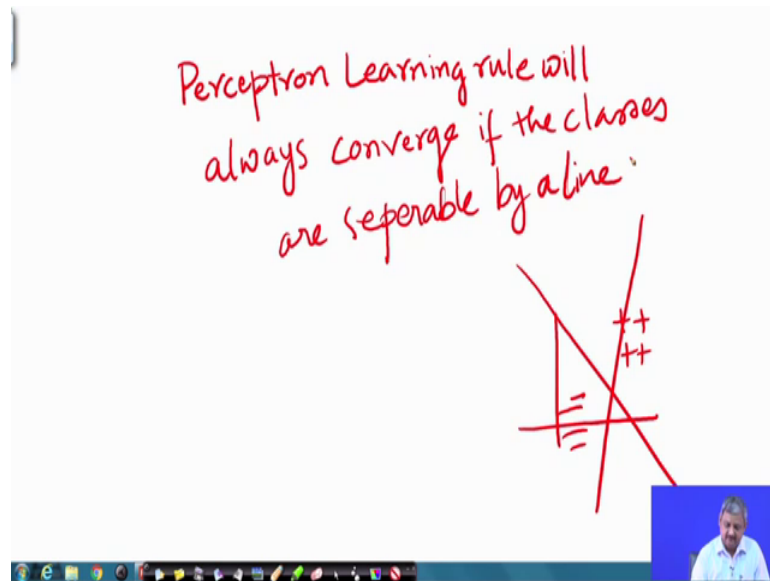 Perceptron Learning rule will
always converge if the classes
are seperable by a line.
++
++